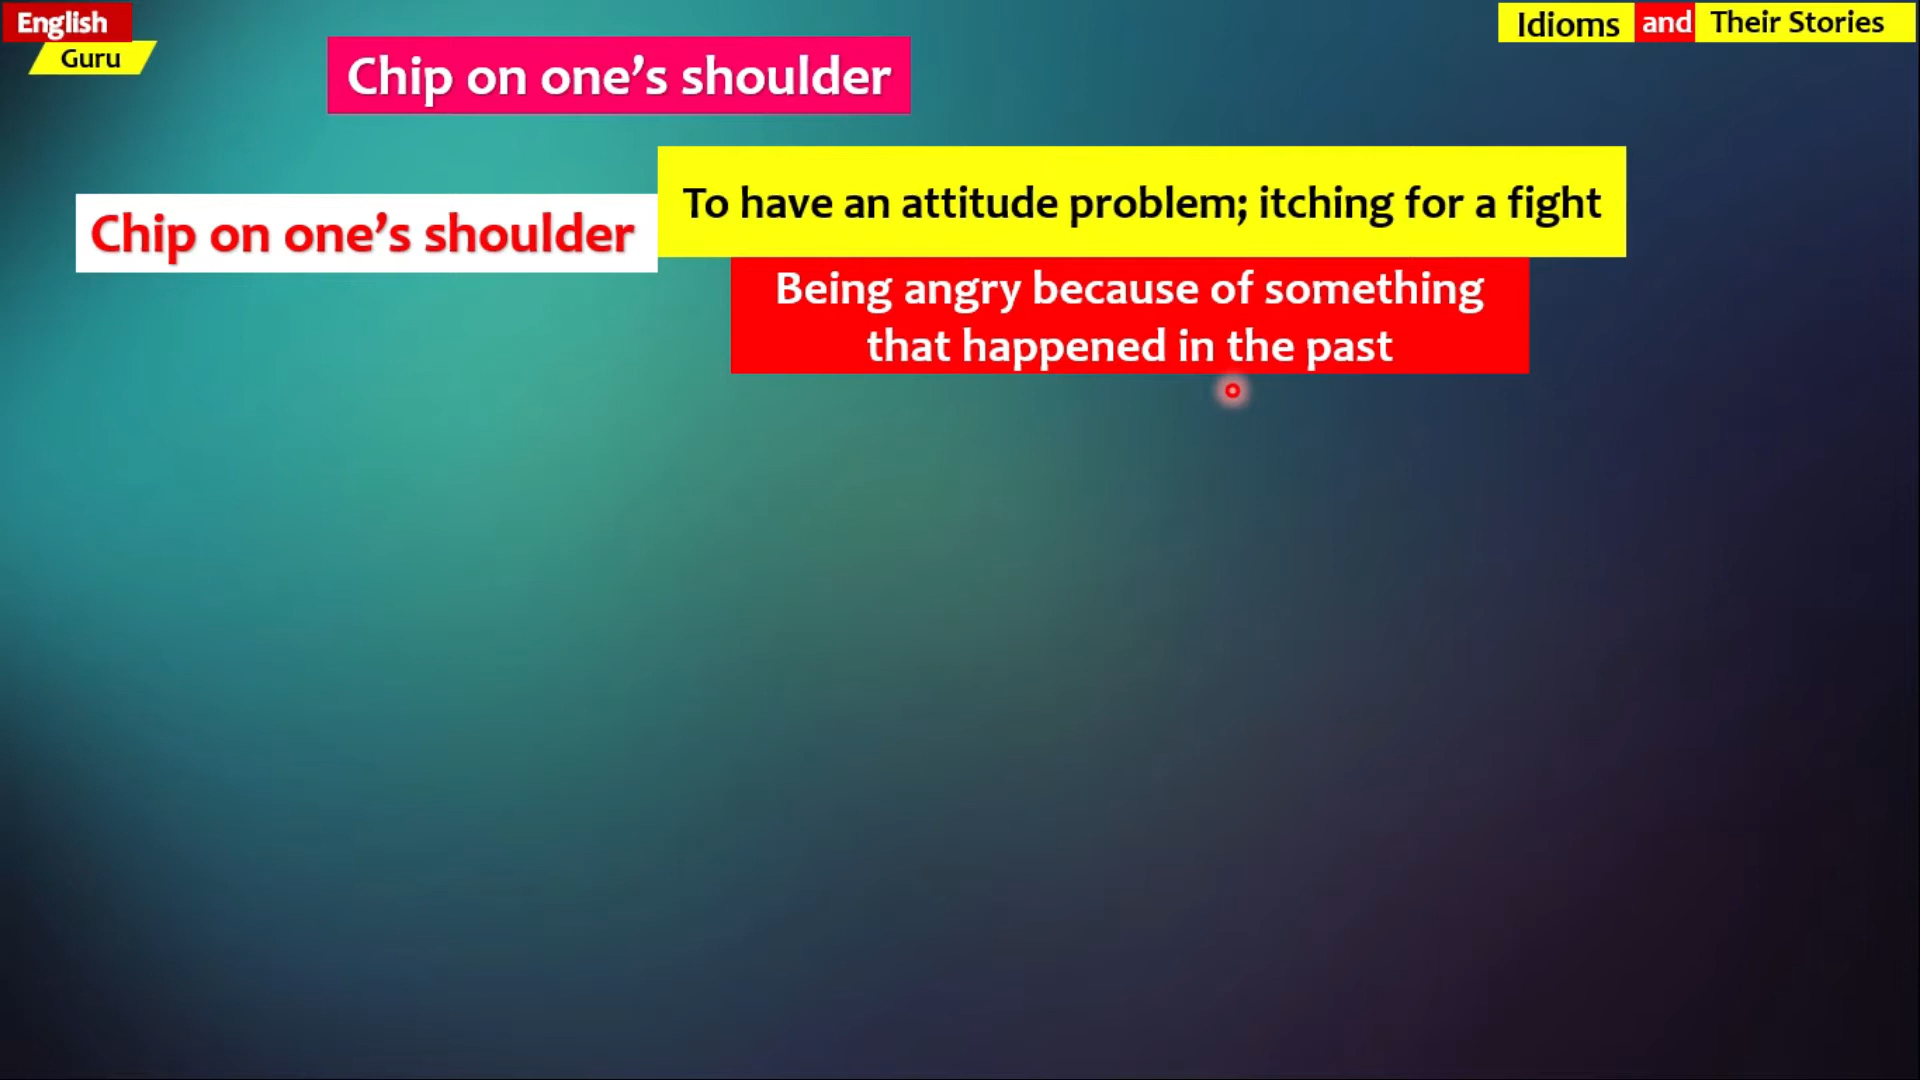 English
Guru
Idioms and Their Stories
Chip on one’s shoulder
Chip on one’s shoulder
To have an attitude problem; itching for a fight
Being angry because of something
that happened in the past